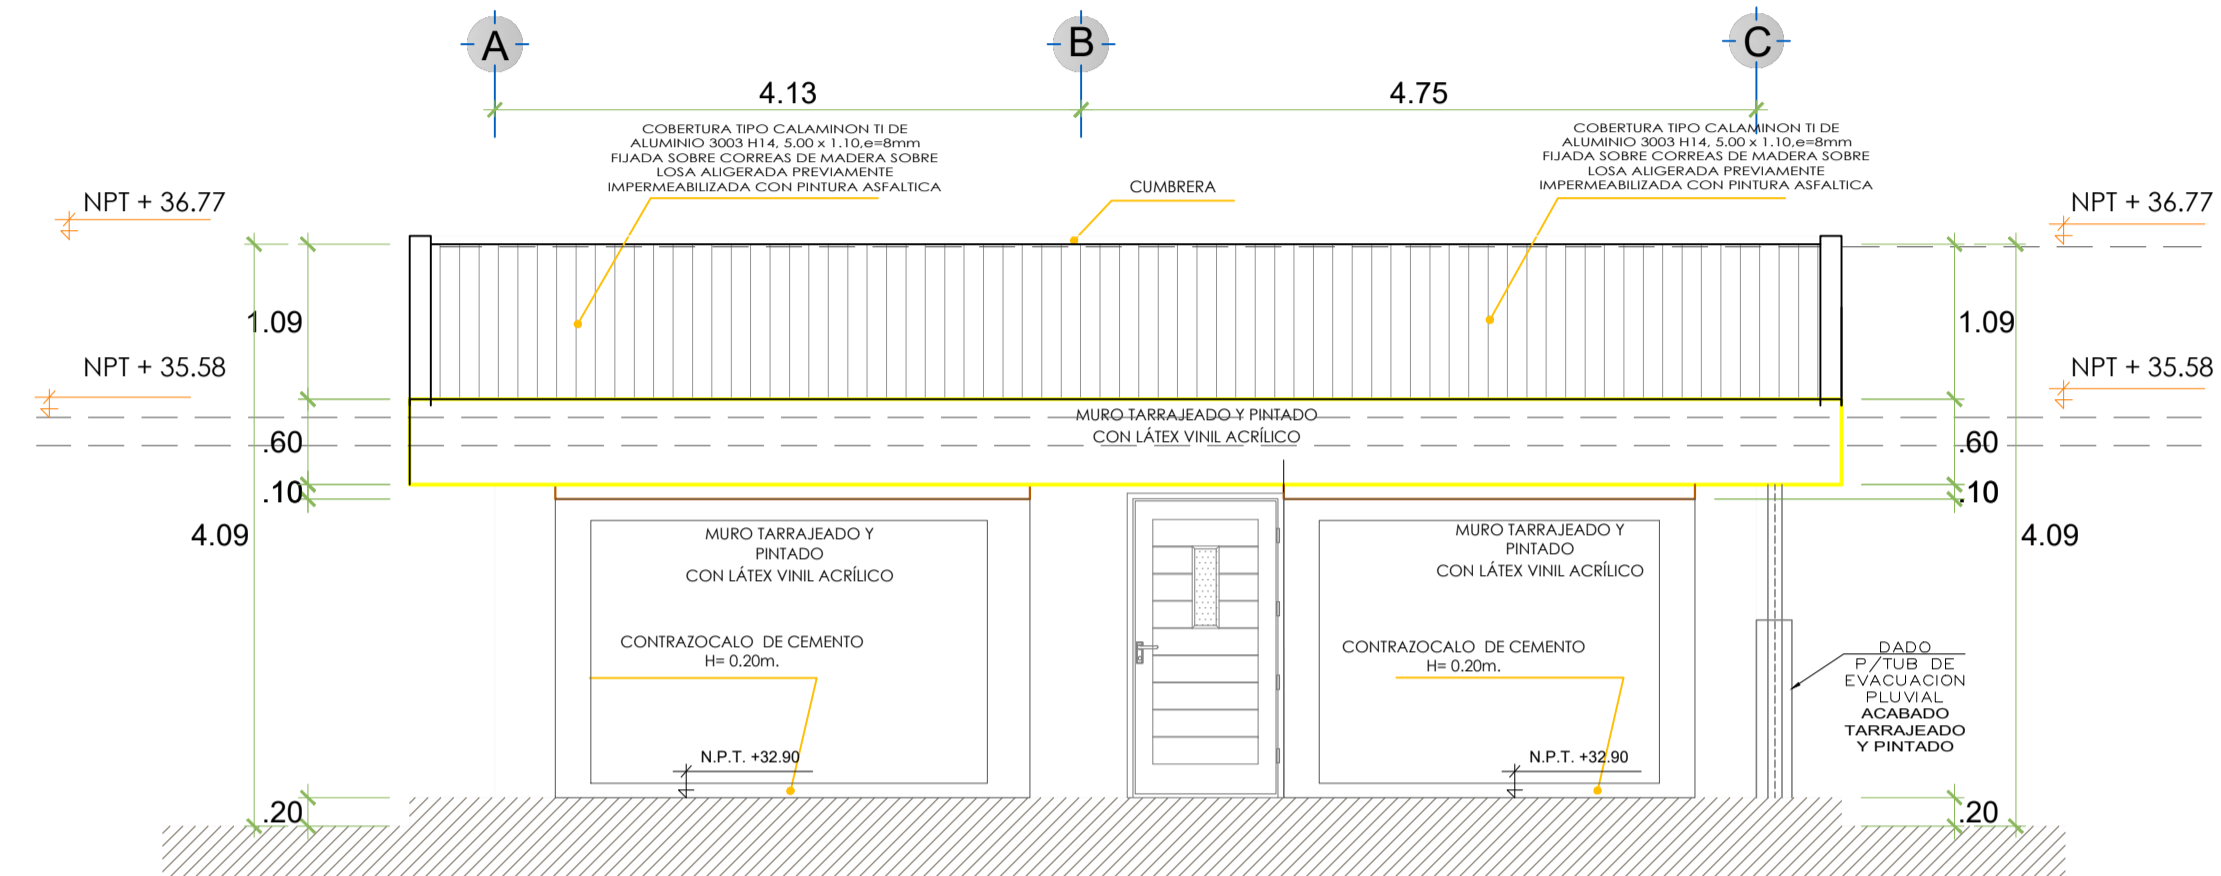 A
B
C
4.13
4.75
COBERTURA TIPO CALAMINON TI DE
ALUMINIO 3003 H14, 5.00 x 1.10,e=8mm
FIJADA SOBRE CORREAS DE MADERA SOBRE
LOSA ALIGERADA PREVIAMENTE
IMPERMEABILIZADA CON PINTURA ASFALTICA
CUMBRERA
COBERTURA TIPO CALAMINON TI DE
ALUMINIO 3003 H14, 5.00 x 1.10,e=8mm
FIJADA SOBRE CORREAS DE MADERA SOBRE
LOSA ALIGERADA PREVIAMENTE
IMPERMEABILIZADA CON PINTURA ASFALTICA
NPT + 36.77
NPT + 36.77
1.09
1.09
NPT + 35.58
NPT + 35.58
MURO TARRAJEADO Y PINTADO
CON LÁTEX VINIL ACRÍLICO
.60
.60
.10
.10
4.09
4.09
MURO TARRAJEADO Y
PINTADO
CON LÁTEX VINIL ACRÍLICO
MURO TARRAJEADO Y
PINTADO
CON LÁTEX VINIL ACRÍLICO
CONTRAZOCALO DE CEMENTO
H= 0.20m.
CONTRAZOCALO DE CEMENTO
H= 0.20m.
DADO
P/TUB DE
EVACUACION
PLUVIAL
ACABADO
TARRAJEADO
Y PINTADO
N.P.T. +32.90
N.P.T. +32.90
.20
.20